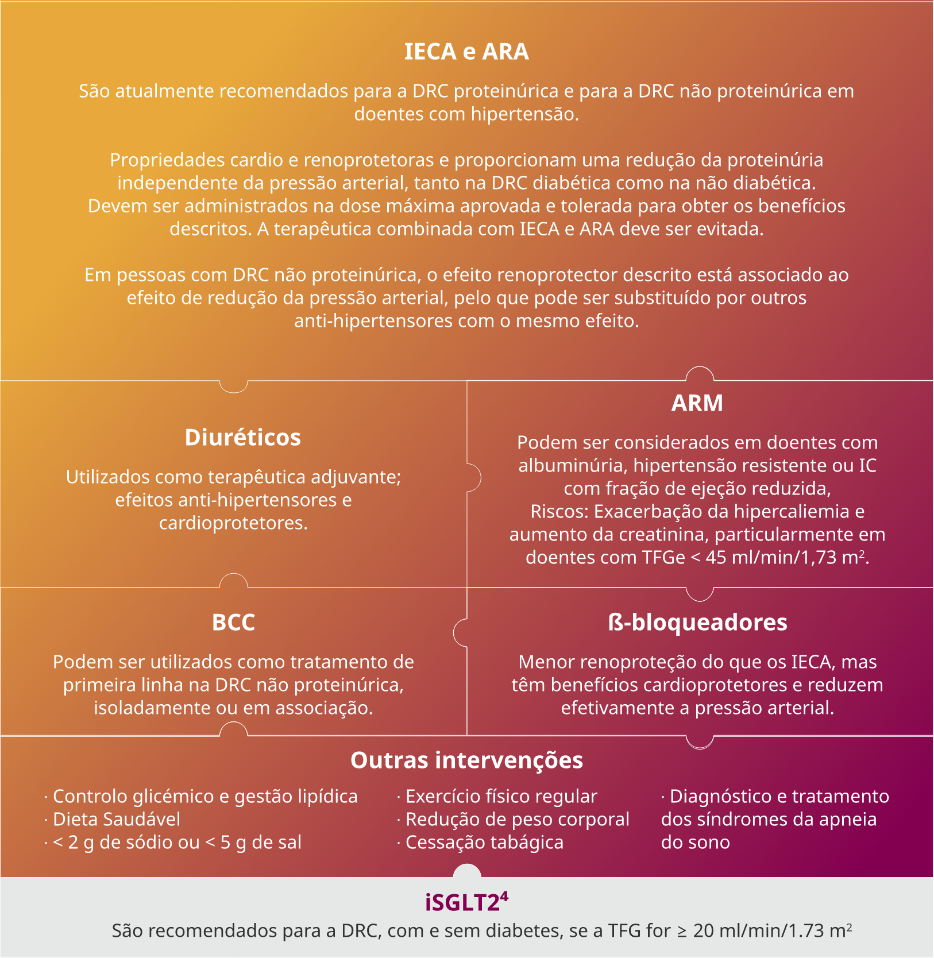 IECA e ARA
São atualmente recomendados para a DRC proteinúrica e para a DRC não proteinúrica em
doentes com hipertensão.
Propriedades cardio e renoprotetoras e proporcionam uma redução da proteinúria
independente da pressão arterial, tanto na DRC diabética como na não diabética.
Devem ser administrados na dose máxima aprovada e tolerada para obter os benefícios
descritos. A terapêutica combinada com IECA e ARA deve ser evitada.
Em pessoas com DRC não proteinúrica, o efeito renoprotector descrito está associado ao
efeito de redução da pressão arterial, pelo que pode ser substituído por outros
anti-hipertensores com o mesmo efeito.
Diuréticos
Utilizados como terapêutica adjuvante;
efeitos anti-hipertensores e
cardioprotetores.
ARM
Podem ser considerados em doentes com
albuminúria, hipertensão resistente ou IC
com fração de ejeção reduzida,
Riscos: Exacerbação da hipercaliemia e
aumento da creatinina, particularmente em
doentes com TFGe < 45 ml/min/1,73 m².
BCC
Podem ser utilizados como tratamento de
primeira linha na DRC não proteinúrica,
isoladamente ou em associação.
ß-bloqueadores
Menor renoproteção do que os IECA, mas
têm benefícios cardioprotetores e reduzem
efetivamente a pressão arterial.
Outras intervenções
· Controlo glicémico e gestão lipídica
· Dieta Saudável
· < 2 g de sódio ou < 5 g de sal
· Exercício físico regular
· Redução de peso corporal
· Cessação tabágica
· Diagnóstico e tratamento
dos síndromes da apneia
do sono
iSGLT2⁴
São recomendados para a DRC, com e sem diabetes, se a TFG for ≥ 20 ml/min/1.73 m²